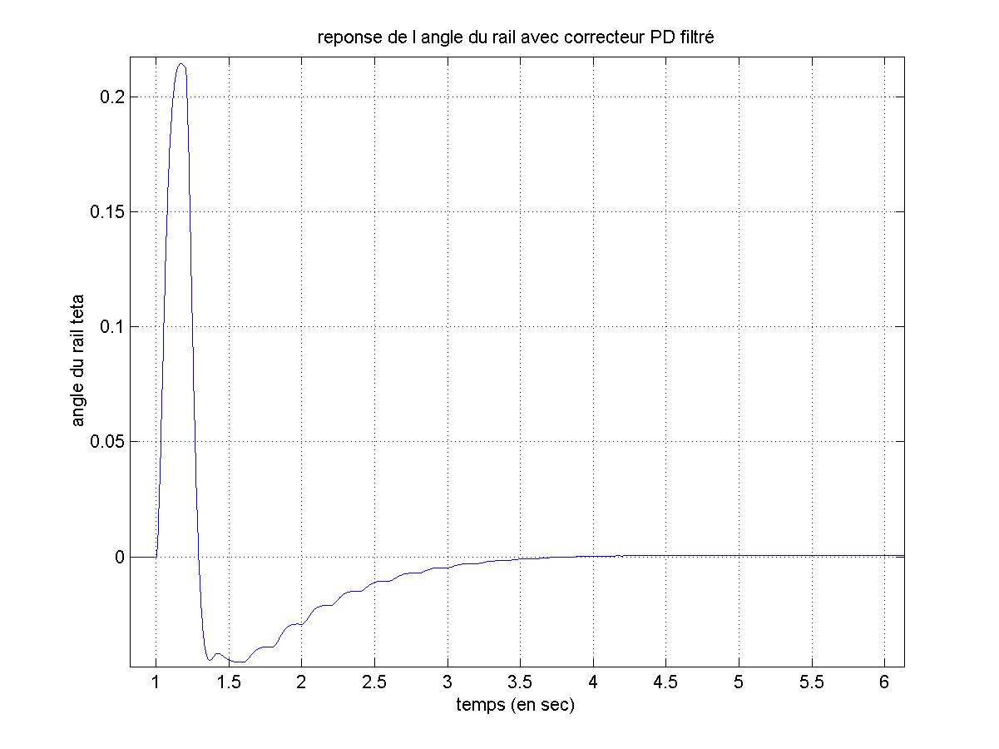 reponse de l angle du rail avec correcteur PD filtré
angle du rail teta
0.2
0.15
0.1
0.05
0
1 1.5 2 2.5 3 3.5 4 4.5 5 5.5 6
temps (en sec)